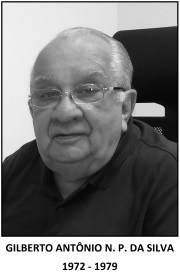 GILBERTO ANTÔNIO N. P. DA SILVA
1972 - 1979